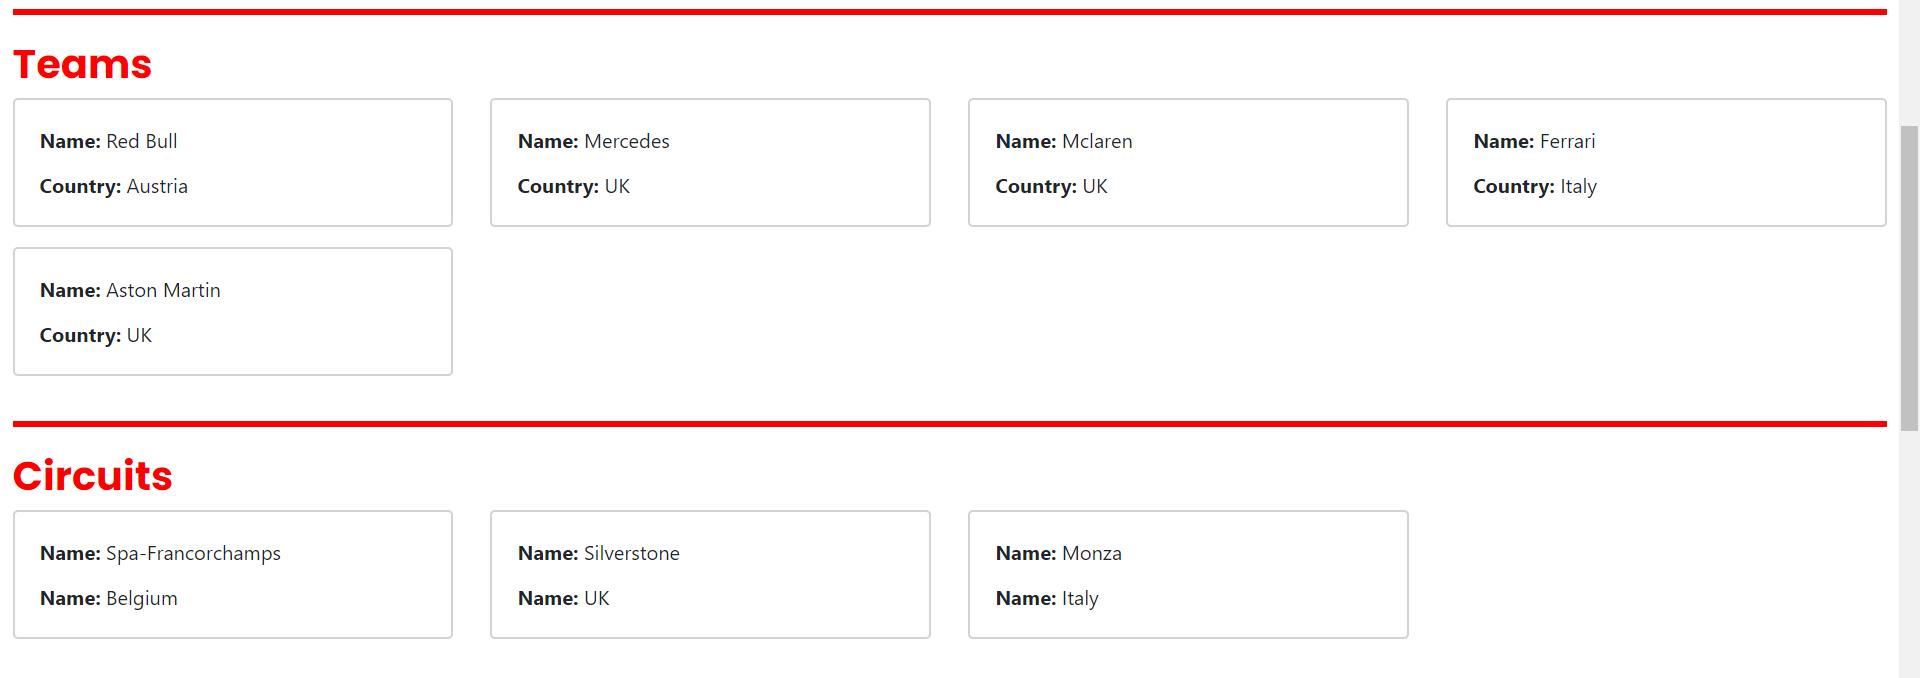 Teams
Name: Red Bull
Country: Austria
Name: Mercedes
Country: UK
Name: Mclaren
Country: UK
Name: Ferrari
Country: Italy
Name: Aston Martin
Country: UK
Circuits
Name: Spa-Francorchamps
Name: Belgium
Name: Silverstone
Name: UK
Name: Monza
Name: Italy